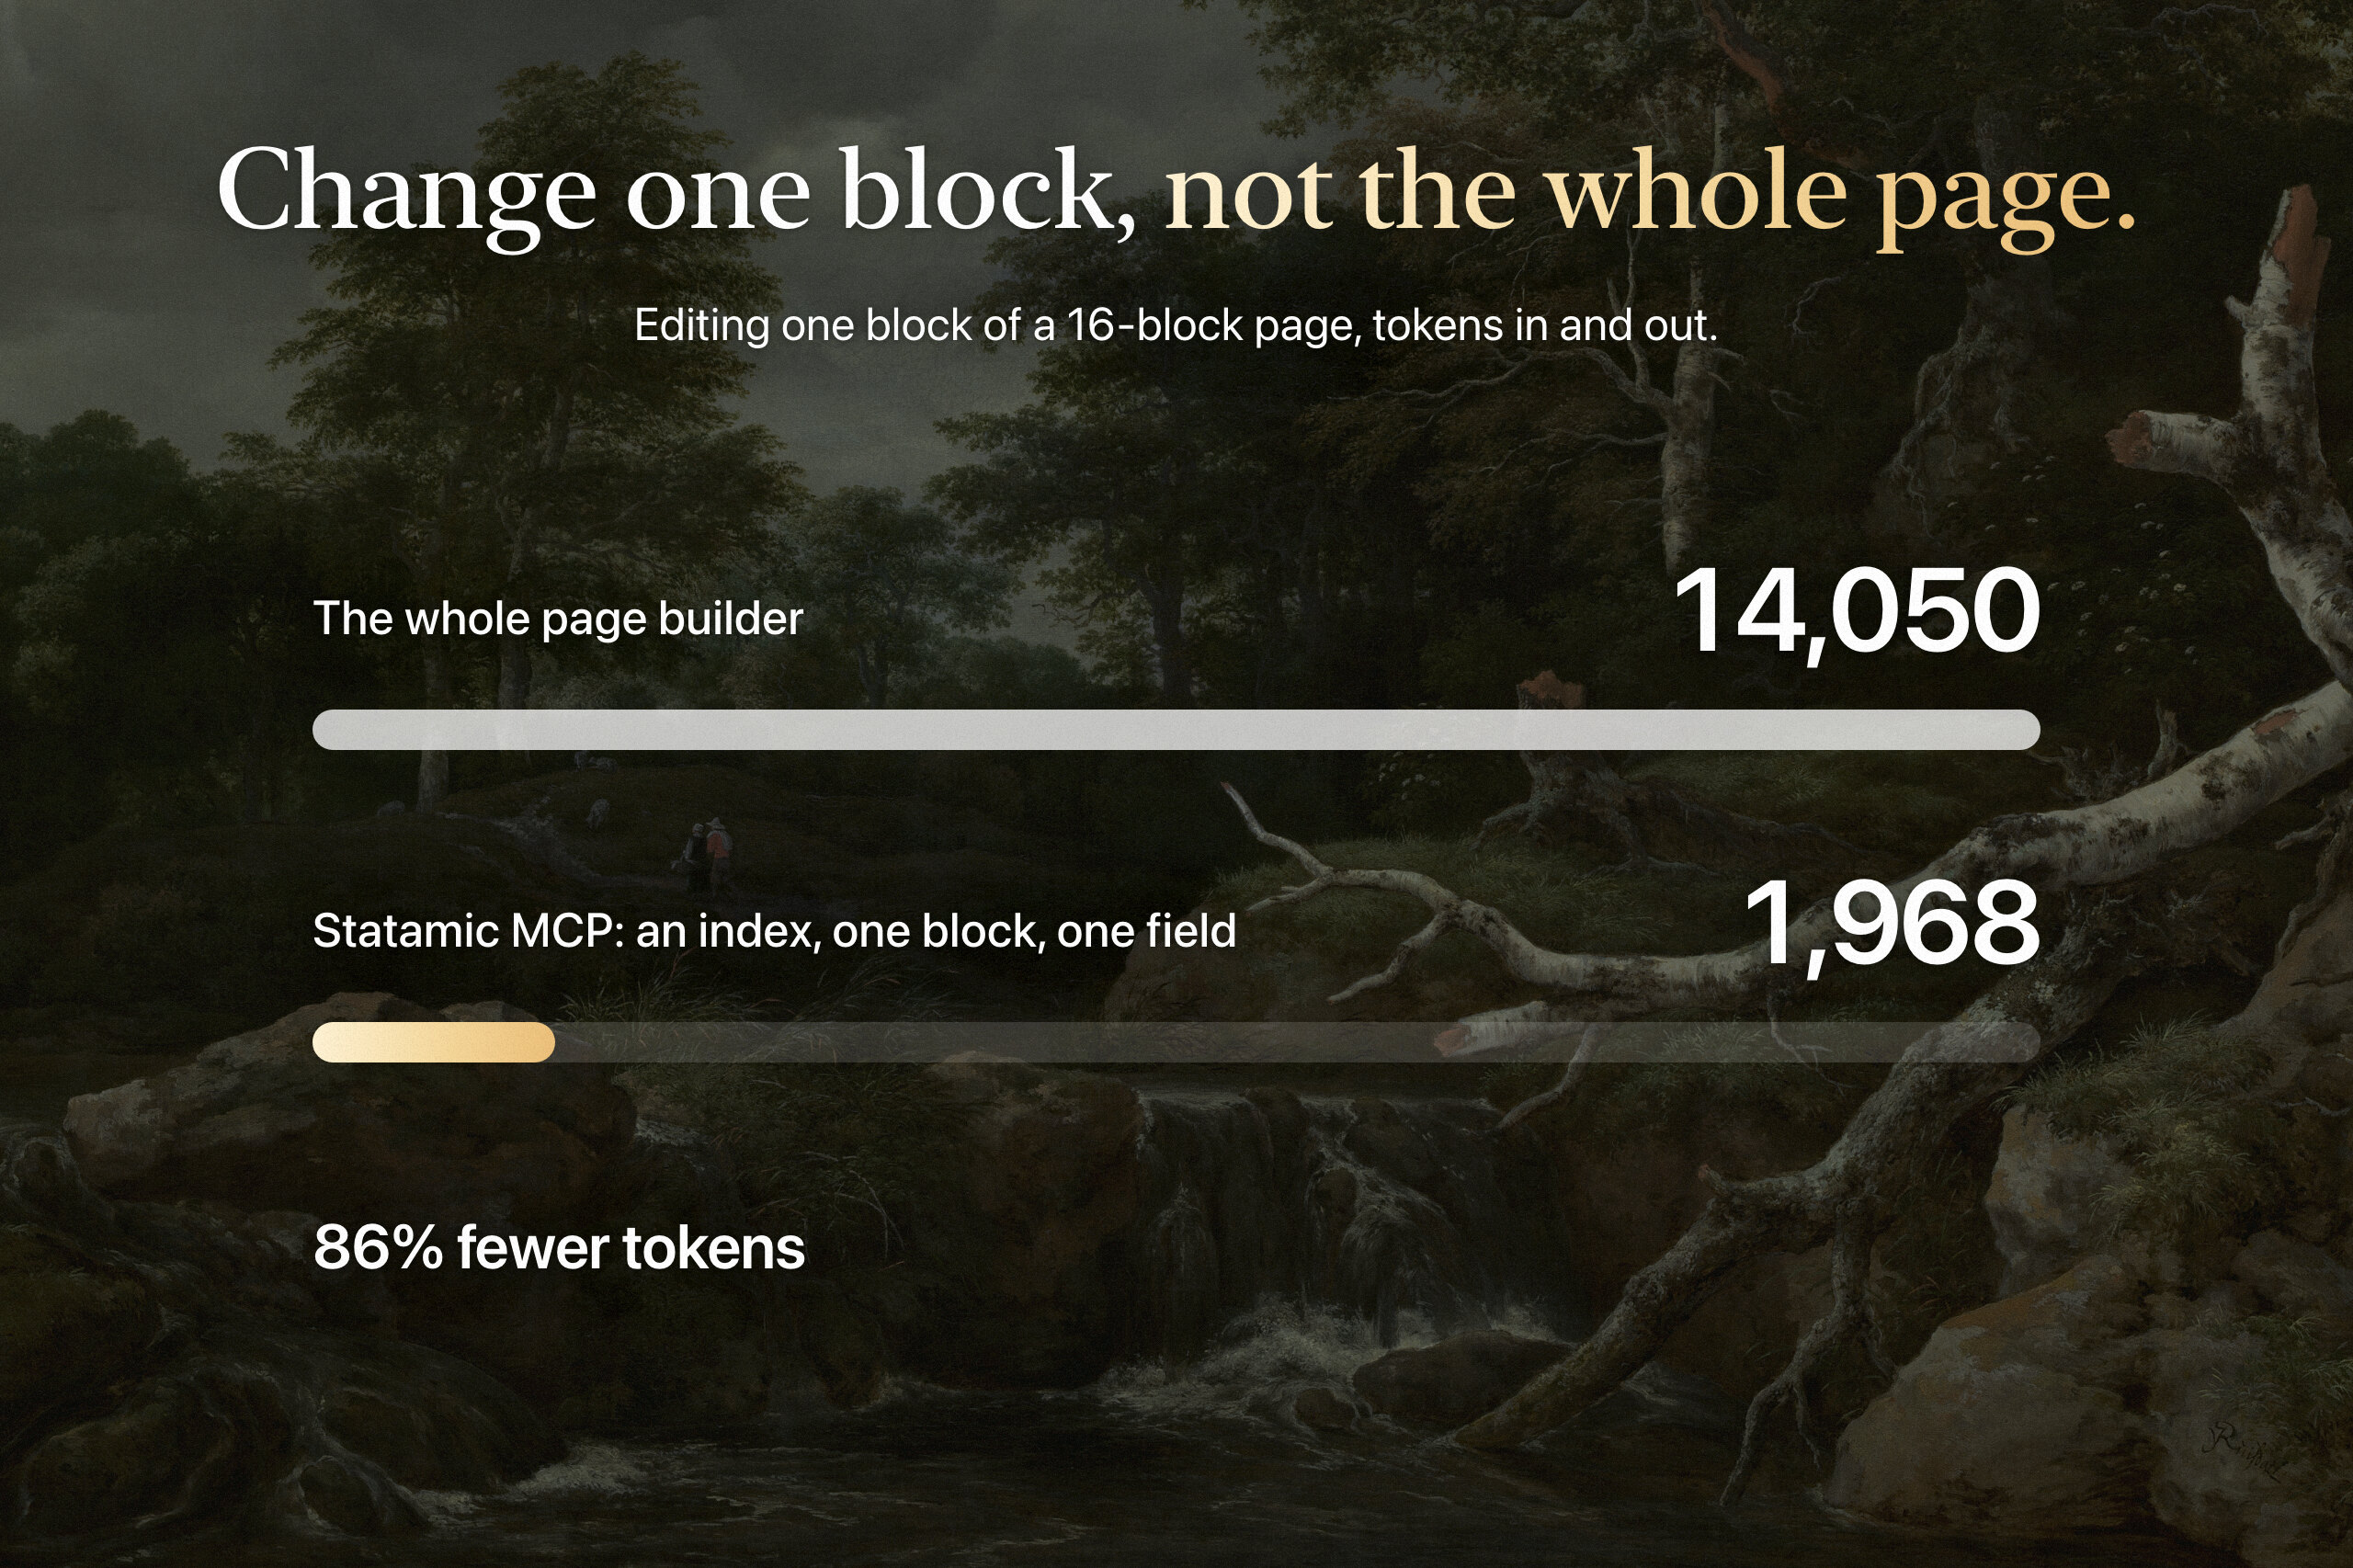 Change one block, not the whole page.
Editing one block of a 16-block page, tokens in and out.
The whole page builder
14,050
Statamic MCP: an index, one block, one field
1,968
86% fewer tokens